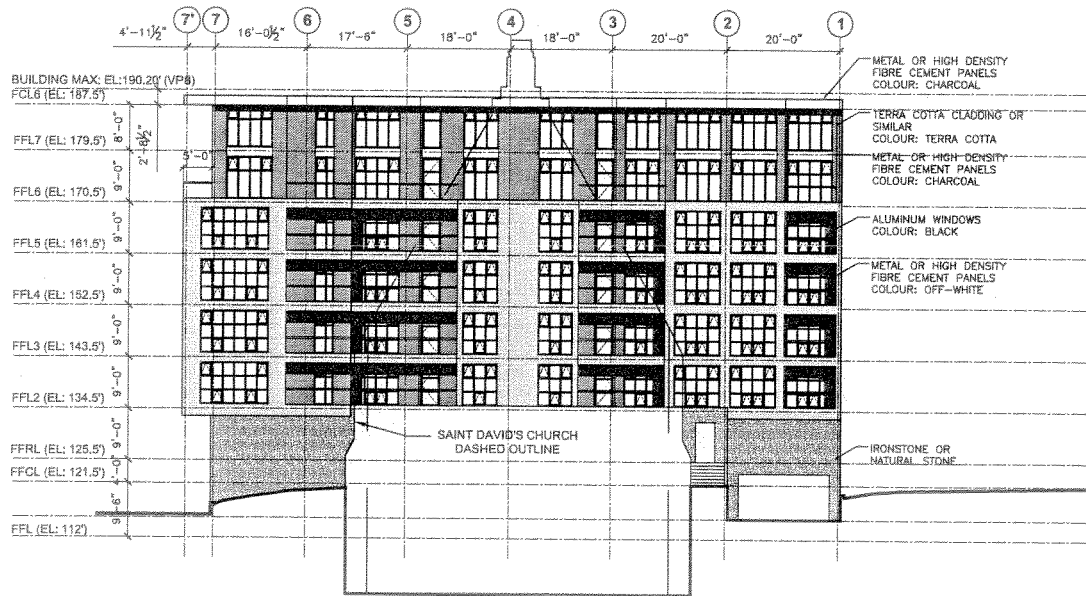 7' 7 6 5 4 3 2 1
4'-11½" 16'-0½" 17'-6" 18'-0" 18'-0" 20'-0" 20'-0"
BUILDING MAX: EL:190.20' (VPB)
FCL6 (EL: 187.5')
8'-0"
2'-8½"
FFL7 (EL: 179.5')
5'-0"
9'-0"
FFL6 (EL: 170.5')
9'-0"
FFL5 (EL: 161.5')
9'-0"
FFL4 (EL: 152.5')
9'-0"
FFL3 (EL: 143.5')
9'-0"
FFL2 (EL: 134.5')
9'-0"
FFRL (EL: 125.5')
4'-0"
FFCL (EL: 121.5')
9'-6"
FFL (EL: 112')
METAL OR HIGH DENSITY
FIBRE CEMENT PANELS
COLOUR: CHARCOAL
TERRA COTTA CLADDING OR
SIMILAR
COLOUR: TERRA COTTA
METAL OR HIGH DENSITY
FIBRE CEMENT PANELS
COLOUR: CHARCOAL
ALUMINUM WINDOWS
COLOUR: BLACK
METAL OR HIGH DENSITY
FIBRE CEMENT PANELS
COLOUR: OFF-WHITE
SAINT DAVID'S CHURCH
DASHED OUTLINE
IRONSTONE OR
NATURAL STONE